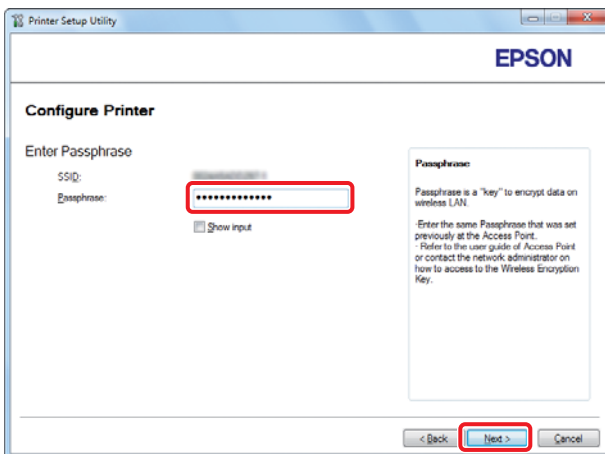 Printer Setup Utility
EPSON
Configure Printer
Enter Passphrase
SSID:
Passphrase: •••••••••••••
Show input
Passphrase
Passphrase is a "key" to encrypt data on
wireless LAN.
·Enter the same Passphrase that was set
previously at the Access Point.
· Refer to the user guide of Access Point
or contact the network administrator on
how to access to the Wireless Encryption
Key.
< Back Next > Cancel